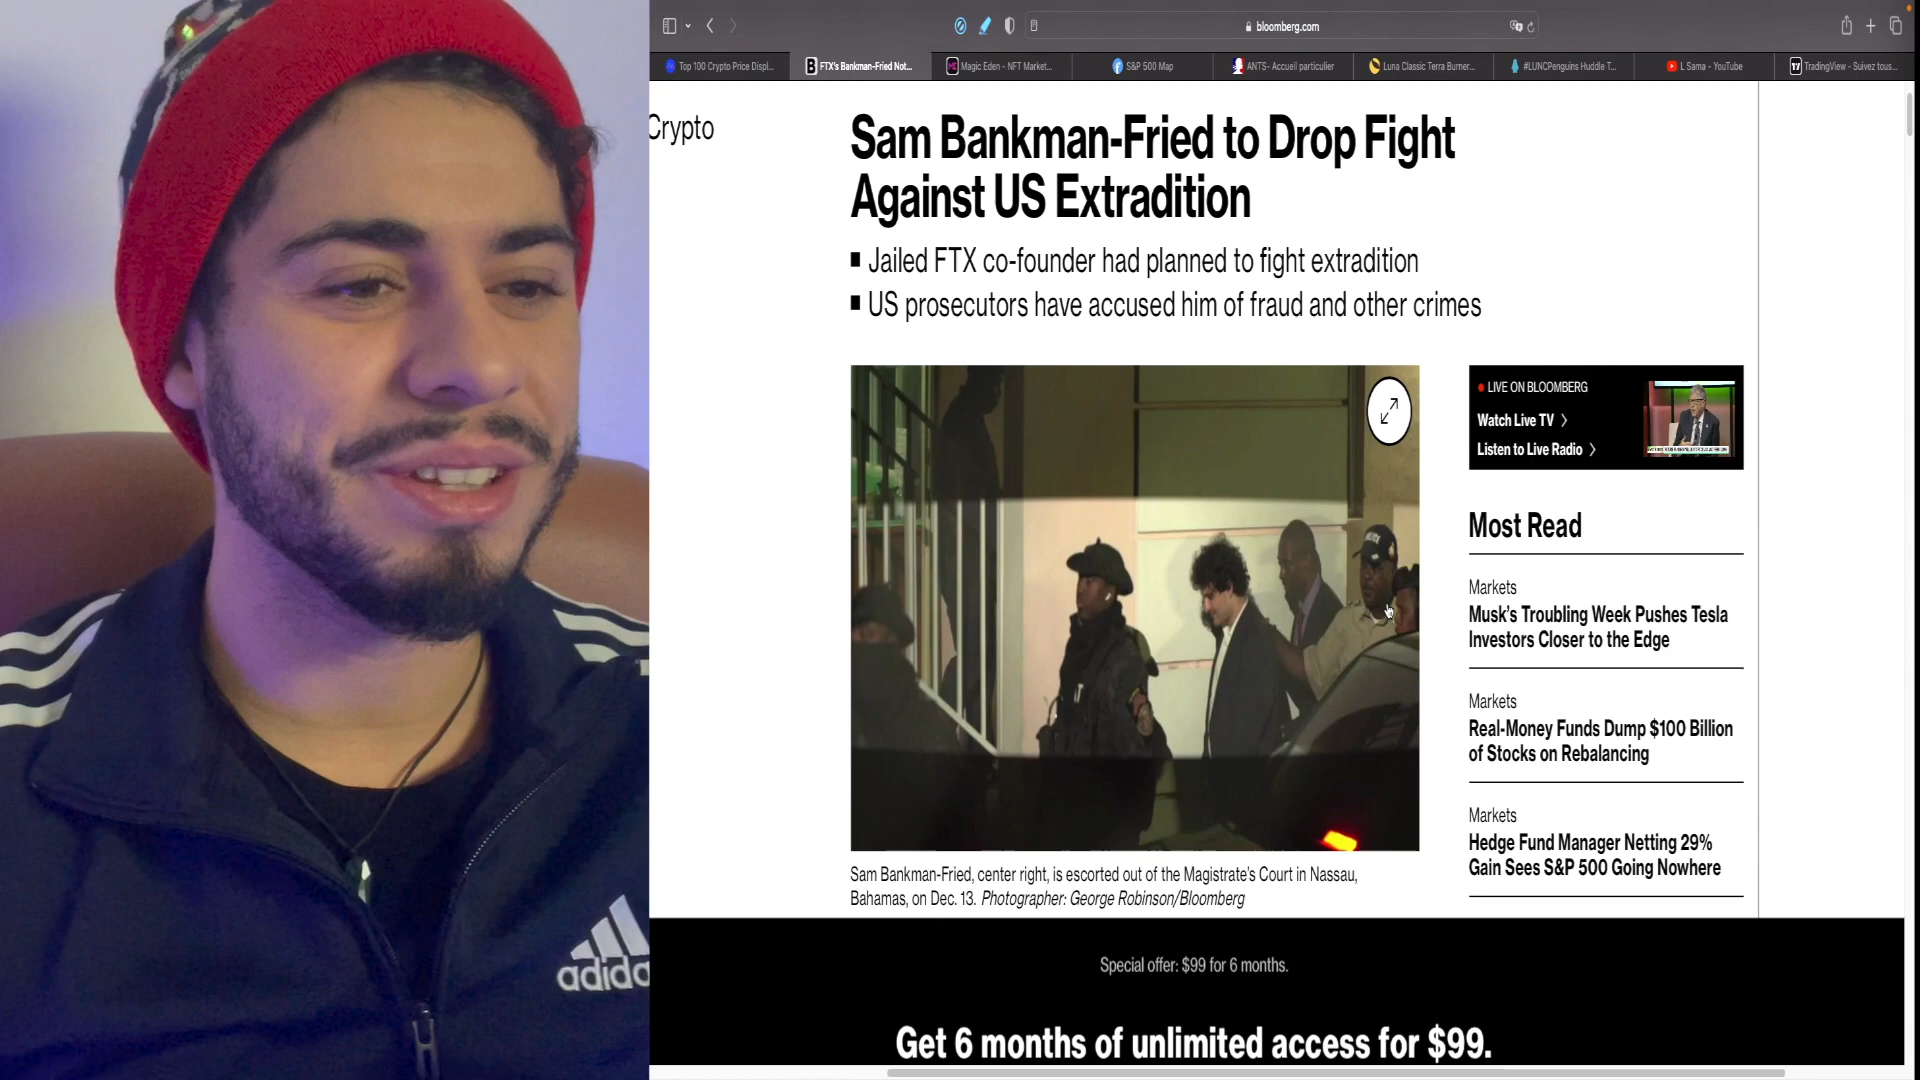 bloomberg.com
Top 100 Crypto Price Displ...
FTX's Bankman-Fried Not...
Magic Eden - NFT Market...
S&P 500 Map
ANTS- Accueil particulier
Luna Classic Terra Burner...
#LUNCPenguins Huddle T...
L Sama - YouTube
TradingView - Suivez tous...
Crypto
Sam Bankman-Fried to Drop Fight
Against US Extradition
Jailed FTX co-founder had planned to fight extradition
US prosecutors have accused him of fraud and other crimes
LIVE ON BLOOMBERG
Watch Live TV
Listen to Live Radio
Most Read
Markets
Musk's Troubling Week Pushes Tesla
Investors Closer to the Edge
Markets
Real-Money Funds Dump $100 Billion
of Stocks on Rebalancing
Markets
Hedge Fund Manager Netting 29%
Gain Sees S&P 500 Going Nowhere
Sam Bankman-Fried, center right, is escorted out of the Magistrate's Court in Nassau,
Bahamas, on Dec. 13. Photographer: George Robinson/Bloomberg
Special offer: $99 for 6 months.
Get 6 months of unlimited access for $99.
adida